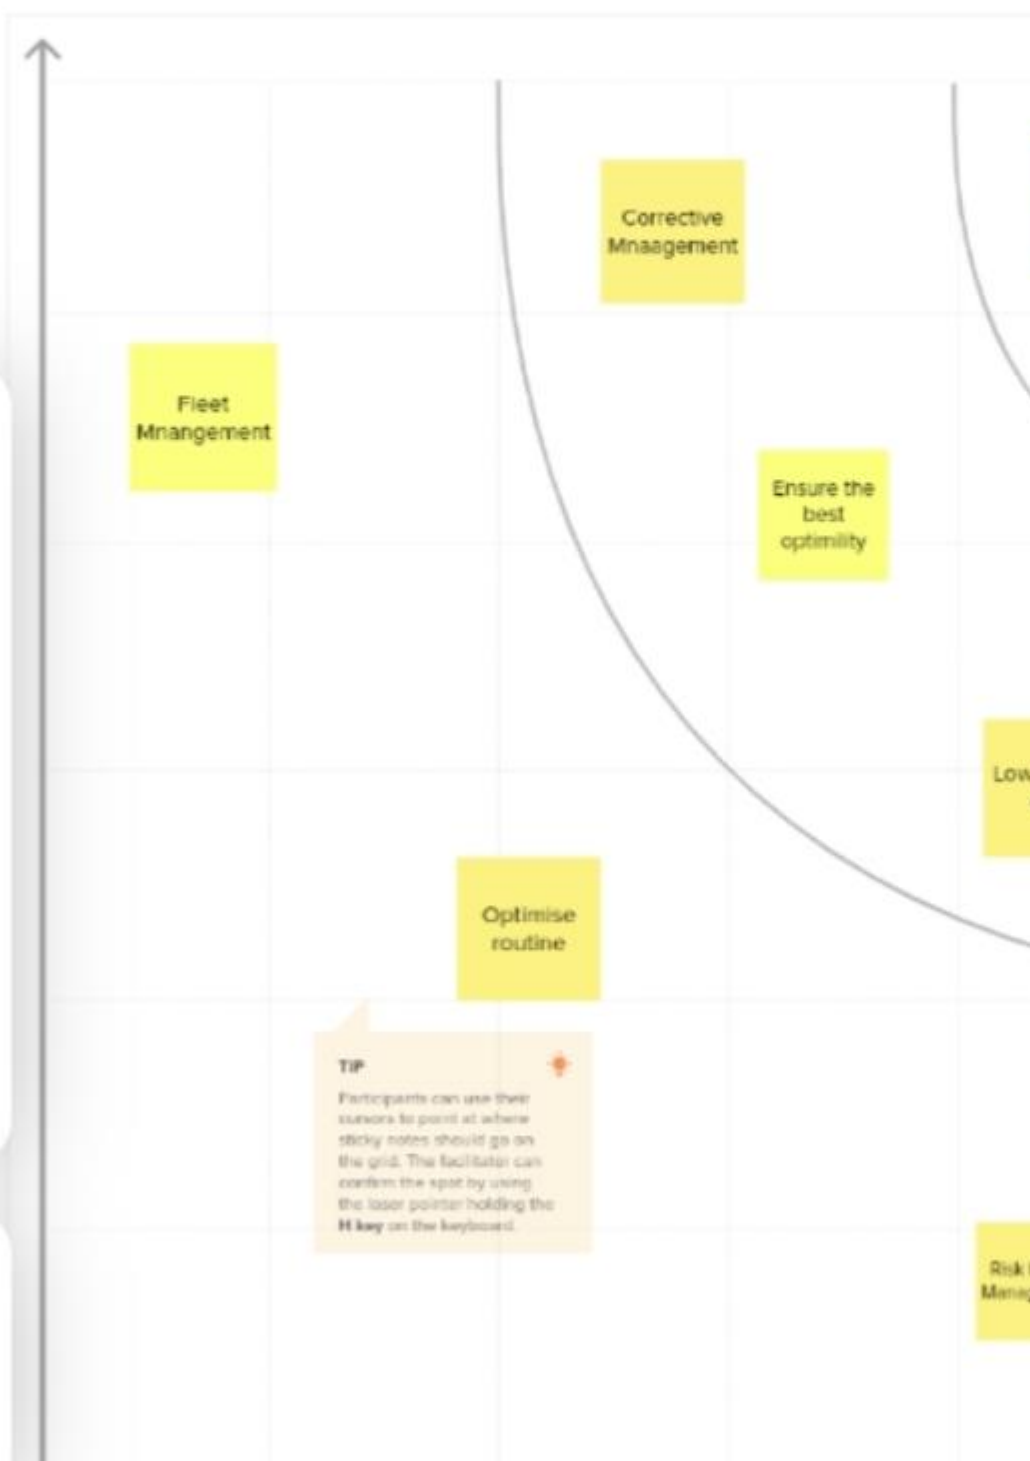 Corrective
Mnaagement
Fleet
Mnangement
Ensure the
best
optimility
Low
Optimise
routine
TIP
Participants can use their
cursors to point at where
sticky notes should go on
the grid. The facilitator can
confirm the spot by using
the laser pointer holding the
H key on the keyboard.
Risk
Manag